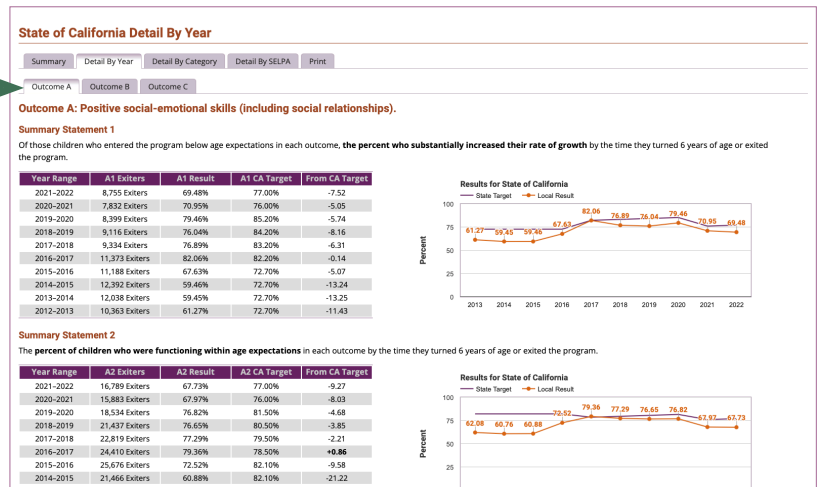 State of California Detail By Year
Summary Detail By Year Detail By Category Detail By SELPA Print
Outcome A Outcome B Outcome C
Outcome A: Positive social-emotional skills (including social relationships).
Summary Statement 1
Of those children who entered the program below age expectations in each outcome, the percent who substantially increased their rate of growth by the time they turned 6 years of age or exited
the program.
Year Range A1 Exiters A1 Result A1 CA Target From CA Target
2021–2022 8,755 Exiters 69.48% 77.00% -7.52
2020–2021 7,832 Exiters 70.95% 76.00% -5.05
2019–2020 8,399 Exiters 79.46% 85.20% -5.74
2018–2019 9,116 Exiters 76.04% 84.20% -8.16
2017–2018 9,334 Exiters 76.89% 83.20% -6.31
2016–2017 11,373 Exiters 82.06% 82.20% -0.14
2015–2016 11,188 Exiters 67.63% 72.70% -5.07
2014–2015 12,392 Exiters 59.46% 72.70% -13.24
2013–2014 12,038 Exiters 59.45% 72.70% -13.25
2012–2013 10,363 Exiters 61.27% 72.70% -11.43
Results for State of California
State Target Local Result
100
75
50
25
0
Percent
61.27 59.45 59.46 67.63 82.06 76.89 76.04 79.46 70.95 69.48
2013 2014 2015 2016 2017 2018 2019 2020 2021 2022
Summary Statement 2
The percent of children who were functioning within age expectations in each outcome by the time they turned 6 years of age or exited the program.
Year Range A2 Exiters A2 Result A2 CA Target From CA Target
2021–2022 16,789 Exiters 67.73% 77.00% -9.27
2020–2021 15,883 Exiters 67.97% 76.00% -8.03
2019–2020 18,534 Exiters 76.82% 81.50% -4.68
2018–2019 21,437 Exiters 76.65% 80.50% -3.85
2017–2018 22,819 Exiters 77.29% 79.50% -2.21
2016–2017 24,410 Exiters 79.36% 78.50% +0.86
2015–2016 25,676 Exiters 72.52% 82.10% -9.58
2014–2015 21,466 Exiters 60.88% 82.10% -21.22
Results for State of California
State Target Local Result
100
75
50
25
Percent
62.08 60.76 60.88 72.52 79.36 77.29 76.65 76.82 67.97 67.73